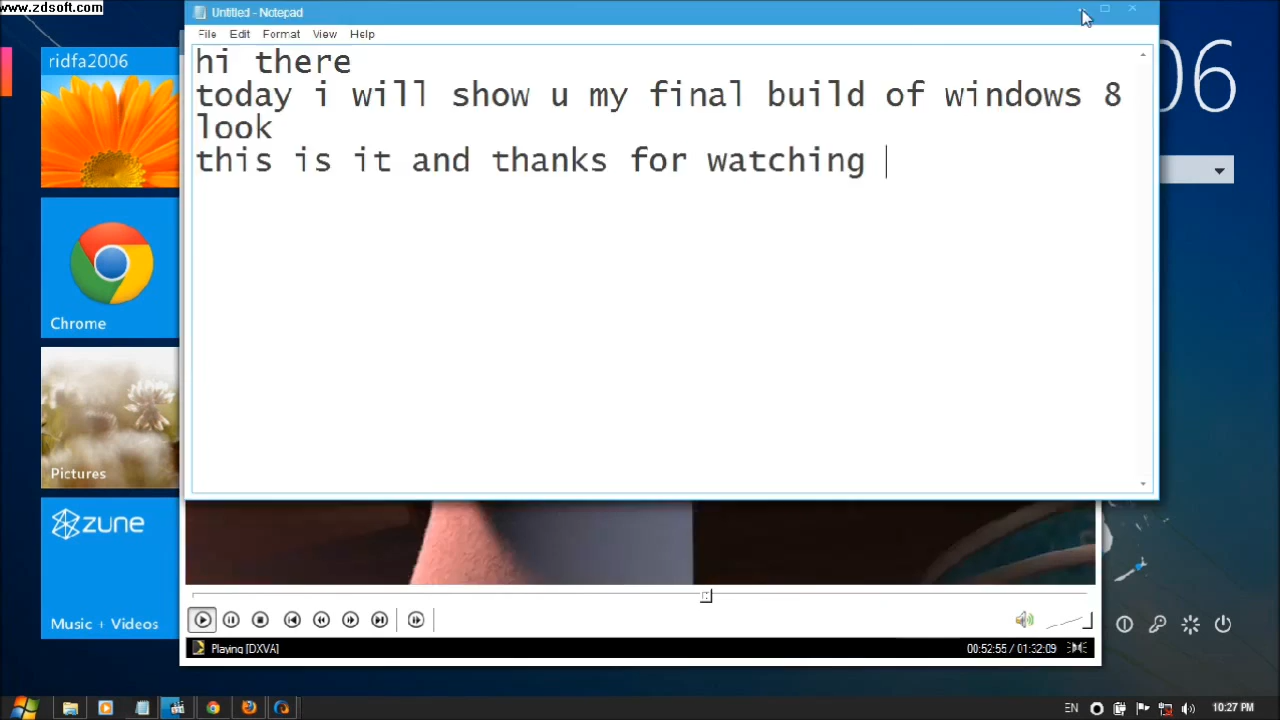 www.zdsoft.com
Untitled - Notepad
File Edit Format View Help
hi there
today i will show u my final build of windows 8
look
this is it and thanks for watching
ridfa2006
06
Chrome
Pictures
zune
Music + Videos
Playing [DXVA]
00:52:55 / 01:32:09
EN
10:27 PM